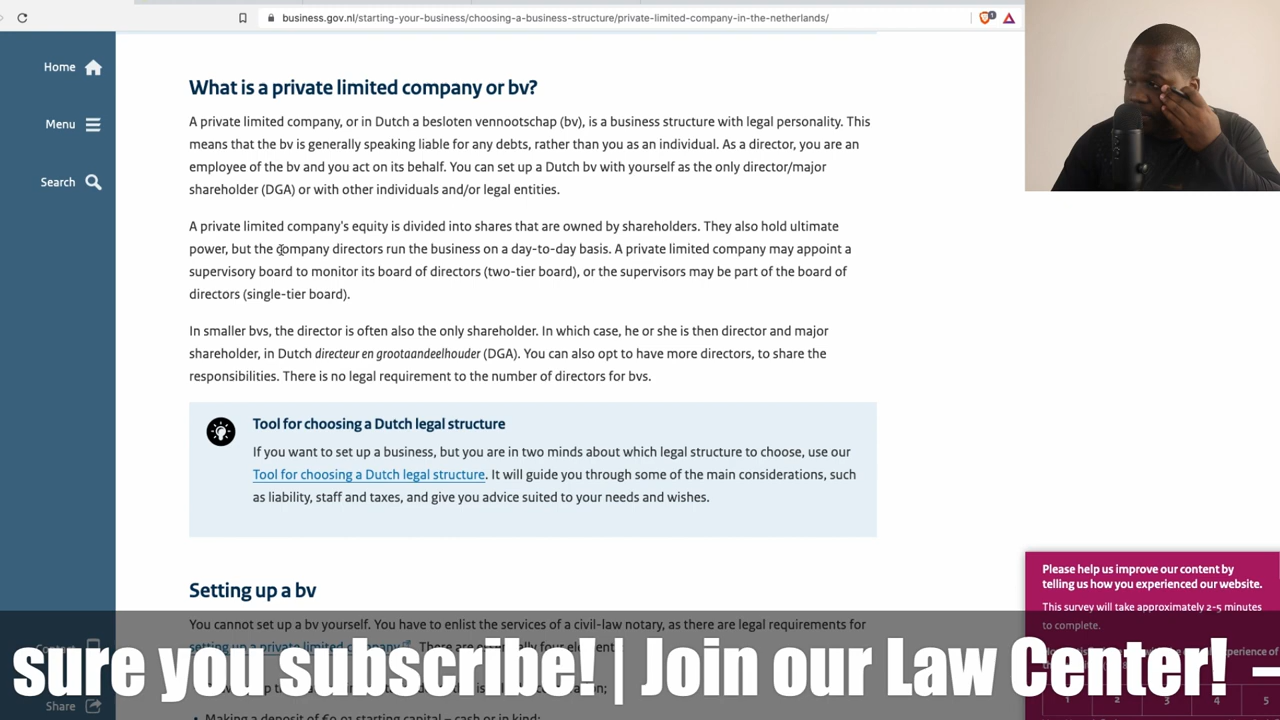 business.gov.nl/starting-your-business/choosing-a-business-structure/private-limited-company-in-the-netherlands/
1
Home
Menu
Search
What is a private limited company or bv?
A private limited company, or in Dutch a besloten vennootschap (bv), is a business structure with legal personality. This
means that the bv is generally speaking liable for any debts, rather than you as an individual. As a director, you are an
employee of the bv and you act on its behalf. You can set up a Dutch bv with yourself as the only director/major
shareholder (DGA) or with other individuals and/or legal entities.
A private limited company's equity is divided into shares that are owned by shareholders. They also hold ultimate
power, but the company directors run the business on a day-to-day basis. A private limited company may appoint a
supervisory board to monitor its board of directors (two-tier board), or the supervisors may be part of the board of
directors (single-tier board).
In smaller bvs, the director is often also the only shareholder. In which case, he or she is then director and major
shareholder, in Dutch directeur en grootaandeelhouder (DGA). You can also opt to have more directors, to share the
responsibilities. There is no legal requirement to the number of directors for bvs.
Tool for choosing a Dutch legal structure
If you want to set up a business, but you are in two minds about which legal structure to choose, use our
Tool for choosing a Dutch legal structure. It will guide you through some of the main considerations, such
as liability, staff and taxes, and give you advice suited to your needs and wishes.
Setting up a bv
You cannot set up a bv yourself. You have to enlist the services of a civil-law notary, as there are legal requirements for
Please help us improve our content by
telling us how you experienced our website.
This survey will take approximately 2-5 minutes
to complete.
sure you subscribe! | Join our Law Center! –
1 2 3 4 5
Making a deposit of €0.01 starting capital – cash or in kind;
Share